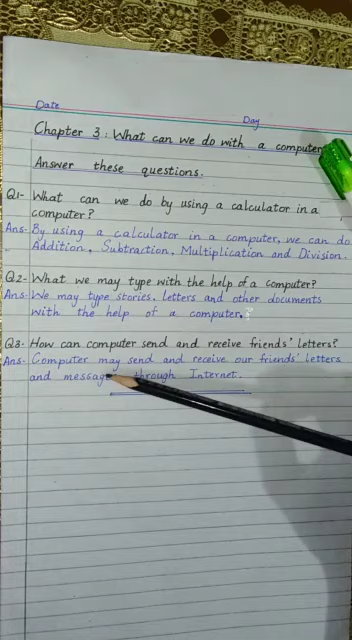 Date
Day
Chapter 3: What can we do with a computer
Answer these questions.
Q1- What can we do by using a calculator in a
computer?
Ans- By using a calculator in a computer, we can do
Addition, Subtraction, Multiplication and Division.
Q2- What we may type with the help of a computer?
Ans- We may type stories, letters and other documents
with the help of a computer.
Q3- How can computer send and receive friends' letters?
Ans- Computer may send and receive our friends' letters
and message through Internet.